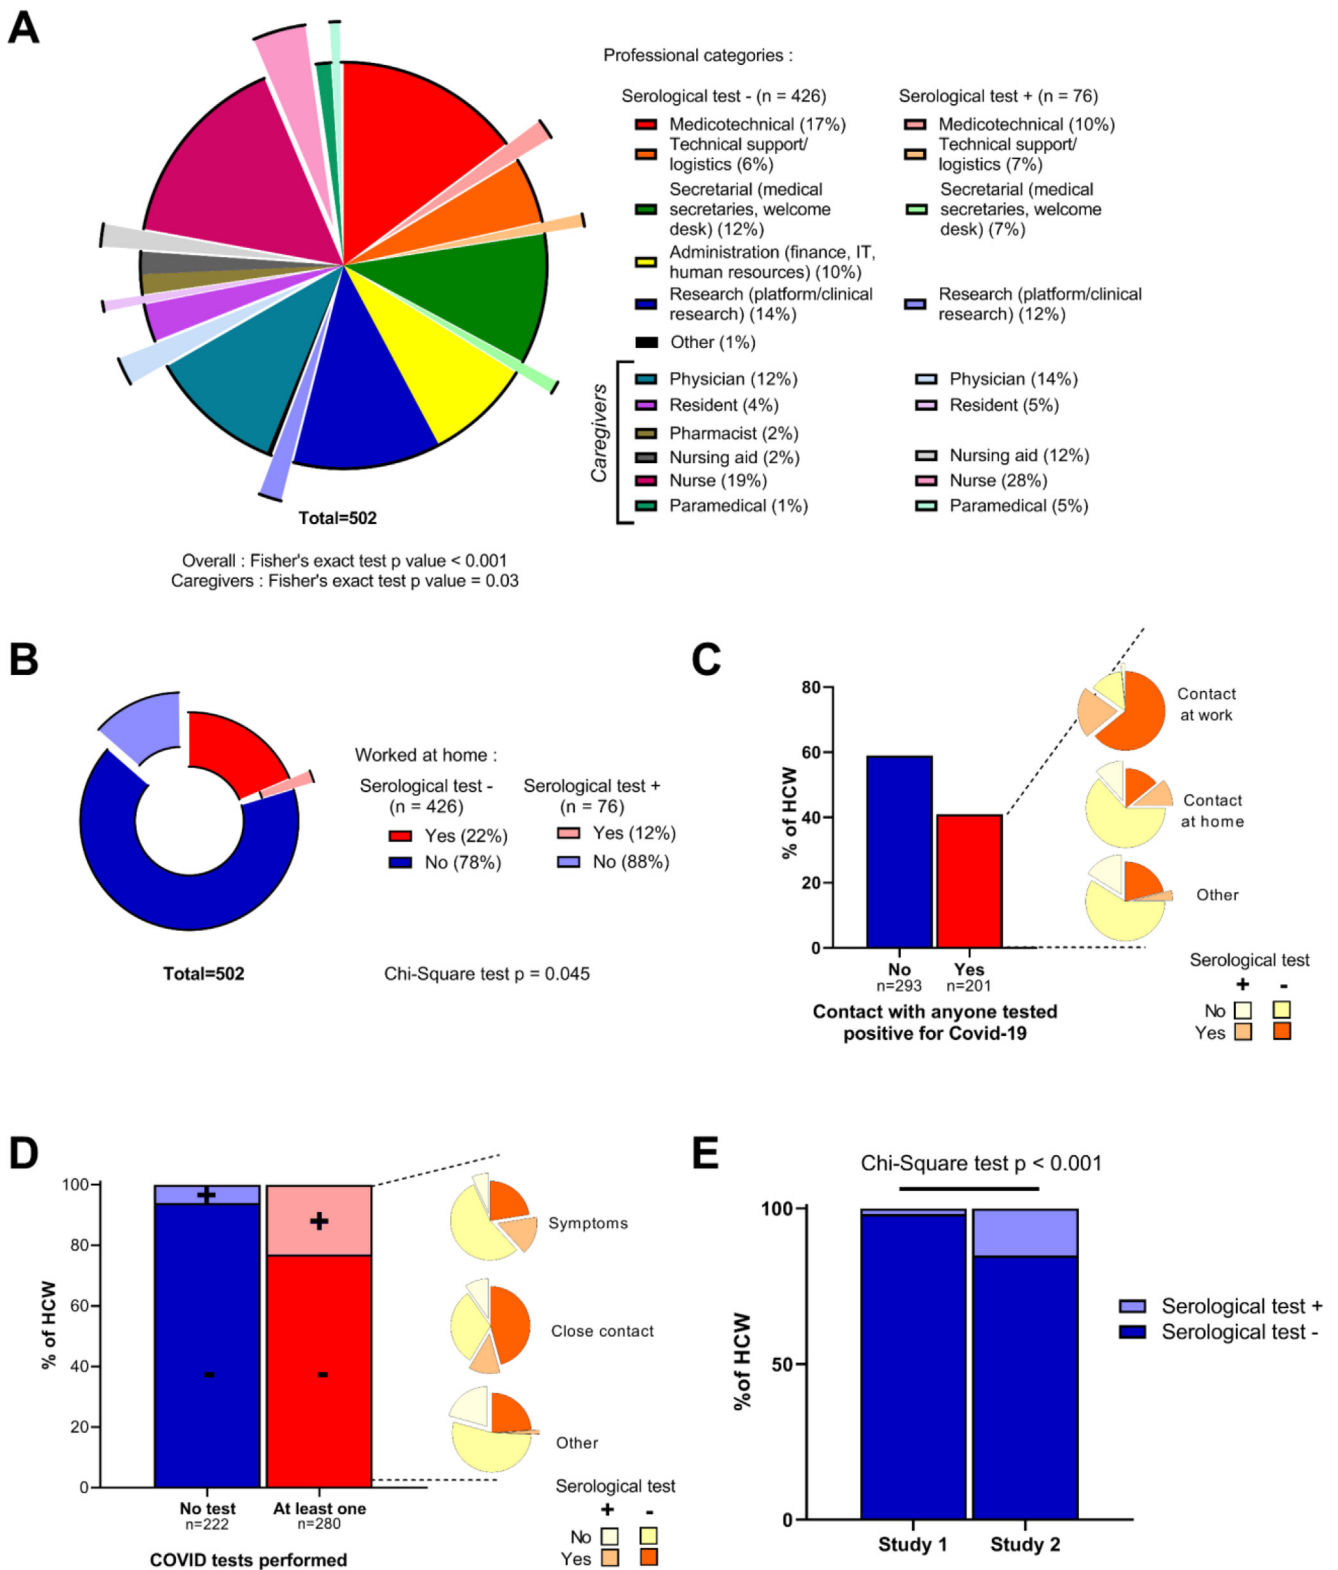 A
Professional categories :
Serological test - (n = 426)
Medicotechnical (17%)
Technical support/
logistics (6%)
Secretarial (medical
secretaries, welcome
desk) (12%)
Administration (finance, IT,
human resources) (10%)
Research (platform/clinical
research) (14%)
Other (1%)
Caregivers
Physician (12%)
Resident (4%)
Pharmacist (2%)
Nursing aid (2%)
Nurse (19%)
Paramedical (1%)
Serological test + (n = 76)
Medicotechnical (10%)
Technical support/
logistics (7%)
Secretarial (medical
secretaries, welcome
desk) (7%)
Research (platform/clinical
research) (12%)
Physician (14%)
Resident (5%)
Nursing aid (12%)
Nurse (28%)
Paramedical (5%)
Total=502
Overall : Fisher's exact test p value < 0.001
Caregivers : Fisher's exact test p value = 0.03
B
Worked at home :
Serological test -
(n = 426)
Yes (22%)
No (78%)
Serological test +
(n = 76)
Yes (12%)
No (88%)
Total=502
Chi-Square test p = 0.045
C
% of HCW
80
60
40
20
0
No
n=293
Yes
n=201
Contact with anyone tested
positive for Covid-19
Contact
at work
Contact
at home
Other
Serological test
+ -
No
Yes
D
% of HCW
100
80
60
40
20
0
+
-
+
-
No test
n=222
At least one
n=280
COVID tests performed
Symptoms
Close contact
Other
Serological test
+ -
No
Yes
E
Chi-Square test p < 0.001
%of HCW
100
50
0
Study 1
Study 2
Serological test +
Serological test -